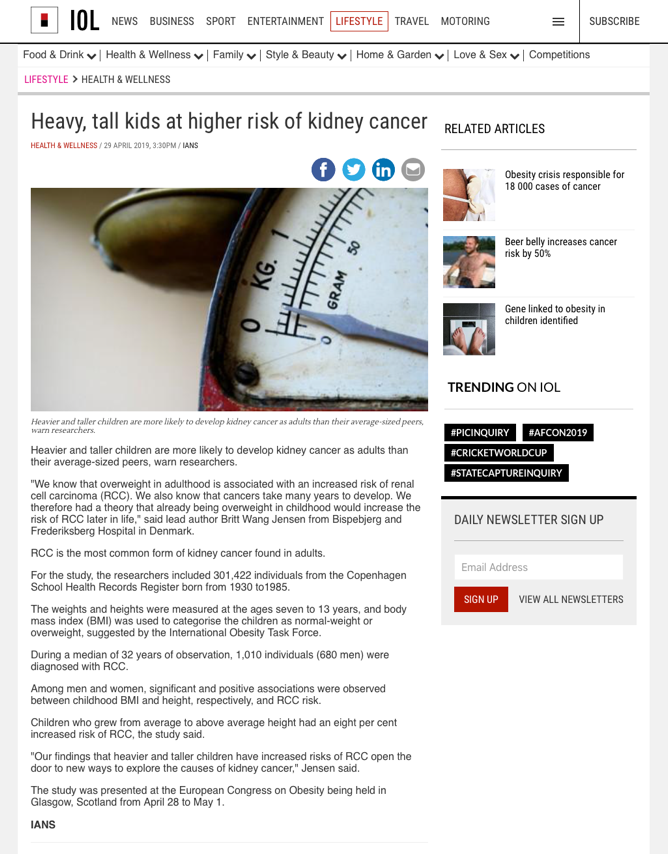 IOL NEWS BUSINESS SPORT ENTERTAINMENT LIFESTYLE TRAVEL MOTORING SUBSCRIBE
Food & Drink | Health & Wellness | Family | Style & Beauty | Home & Garden | Love & Sex | Competitions
LIFESTYLE > HEALTH & WELLNESS
Heavy, tall kids at higher risk of kidney cancer
HEALTH & WELLNESS / 29 APRIL 2019, 3:30PM / IANS
f in
KG. 1
0
GRAM 50
0
Heavier and taller children are more likely to develop kidney cancer as adults than their average-sized peers,
warn researchers.
Heavier and taller children are more likely to develop kidney cancer as adults than
their average-sized peers, warn researchers.
"We know that overweight in adulthood is associated with an increased risk of renal
cell carcinoma (RCC). We also know that cancers take many years to develop. We
therefore had a theory that already being overweight in childhood would increase the
risk of RCC later in life," said lead author Britt Wang Jensen from Bispebjerg and
Frederiksberg Hospital in Denmark.
RCC is the most common form of kidney cancer found in adults.
For the study, the researchers included 301,422 individuals from the Copenhagen
School Health Records Register born from 1930 to1985.
The weights and heights were measured at the ages seven to 13 years, and body
mass index (BMI) was used to categorise the children as normal-weight or
overweight, suggested by the International Obesity Task Force.
During a median of 32 years of observation, 1,010 individuals (680 men) were
diagnosed with RCC.
Among men and women, significant and positive associations were observed
between childhood BMI and height, respectively, and RCC risk.
Children who grew from average to above average height had an eight per cent
increased risk of RCC, the study said.
"Our findings that heavier and taller children have increased risks of RCC open the
door to new ways to explore the causes of kidney cancer," Jensen said.
The study was presented at the European Congress on Obesity being held in
Glasgow, Scotland from April 28 to May 1.
IANS
RELATED ARTICLES
Obesity crisis responsible for
18 000 cases of cancer
Beer belly increases cancer
risk by 50%
Gene linked to obesity in
children identified
TRENDING ON IOL
#PICINQUIRY #AFCON2019
#CRICKETWORLDCUP
#STATECAPTUREINQUIRY
DAILY NEWSLETTER SIGN UP
Email Address
SIGN UP VIEW ALL NEWSLETTERS